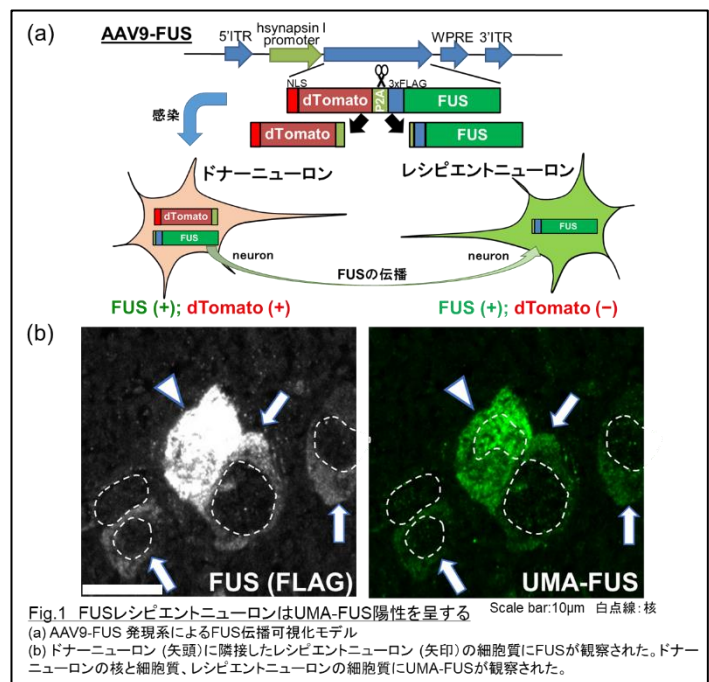 (a)
AAV9-FUS
5'ITR
hsynapsin I
promoter
WPRE
3'ITR
NLS
3xFLAG
dTomato
P2A
FUS
感染
dTomato
FUS
ドナーニューロン
レシピエントニューロン
dTomato
FUS
FUS
neuron
neuron
FUSの伝播
FUS (+); dTomato (+)
FUS (+); dTomato (−)
(b)
FUS (FLAG)
UMA-FUS
Fig.1 FUSレシピエントニューロンはUMA-FUS陽性を呈する Scale bar:10μm 白点線:核
(a) AAV9-FUS 発現系によるFUS伝播可視化モデル
(b) ドナーニューロン (矢頭)に隣接したレシピエントニューロン (矢印)の細胞質にFUSが観察された。ドナー
ニューロンの核と細胞質、レシピエントニューロンの細胞質にUMA-FUSが観察された。